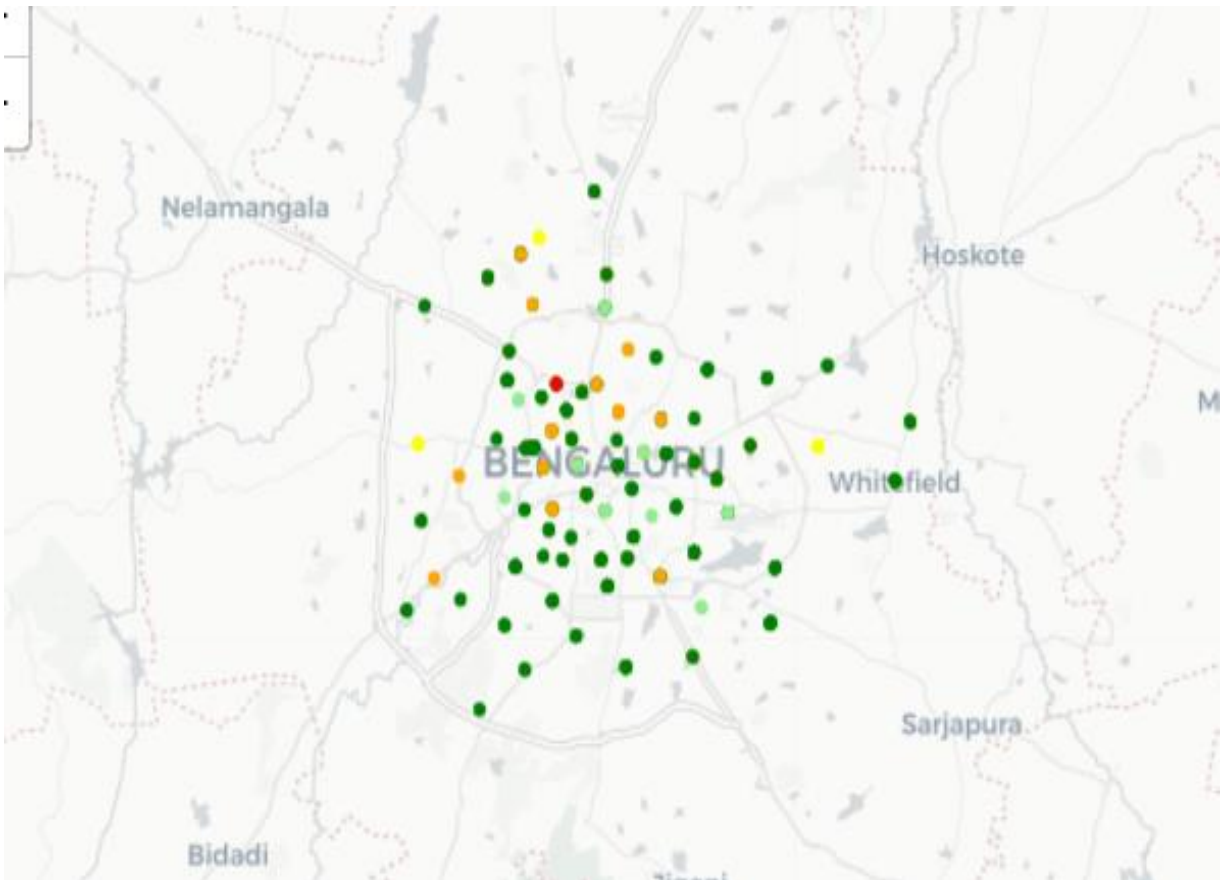 Nelamangala
Hoskote
M
BENGALURU
Whitefield
Sarjapura
Bidadi